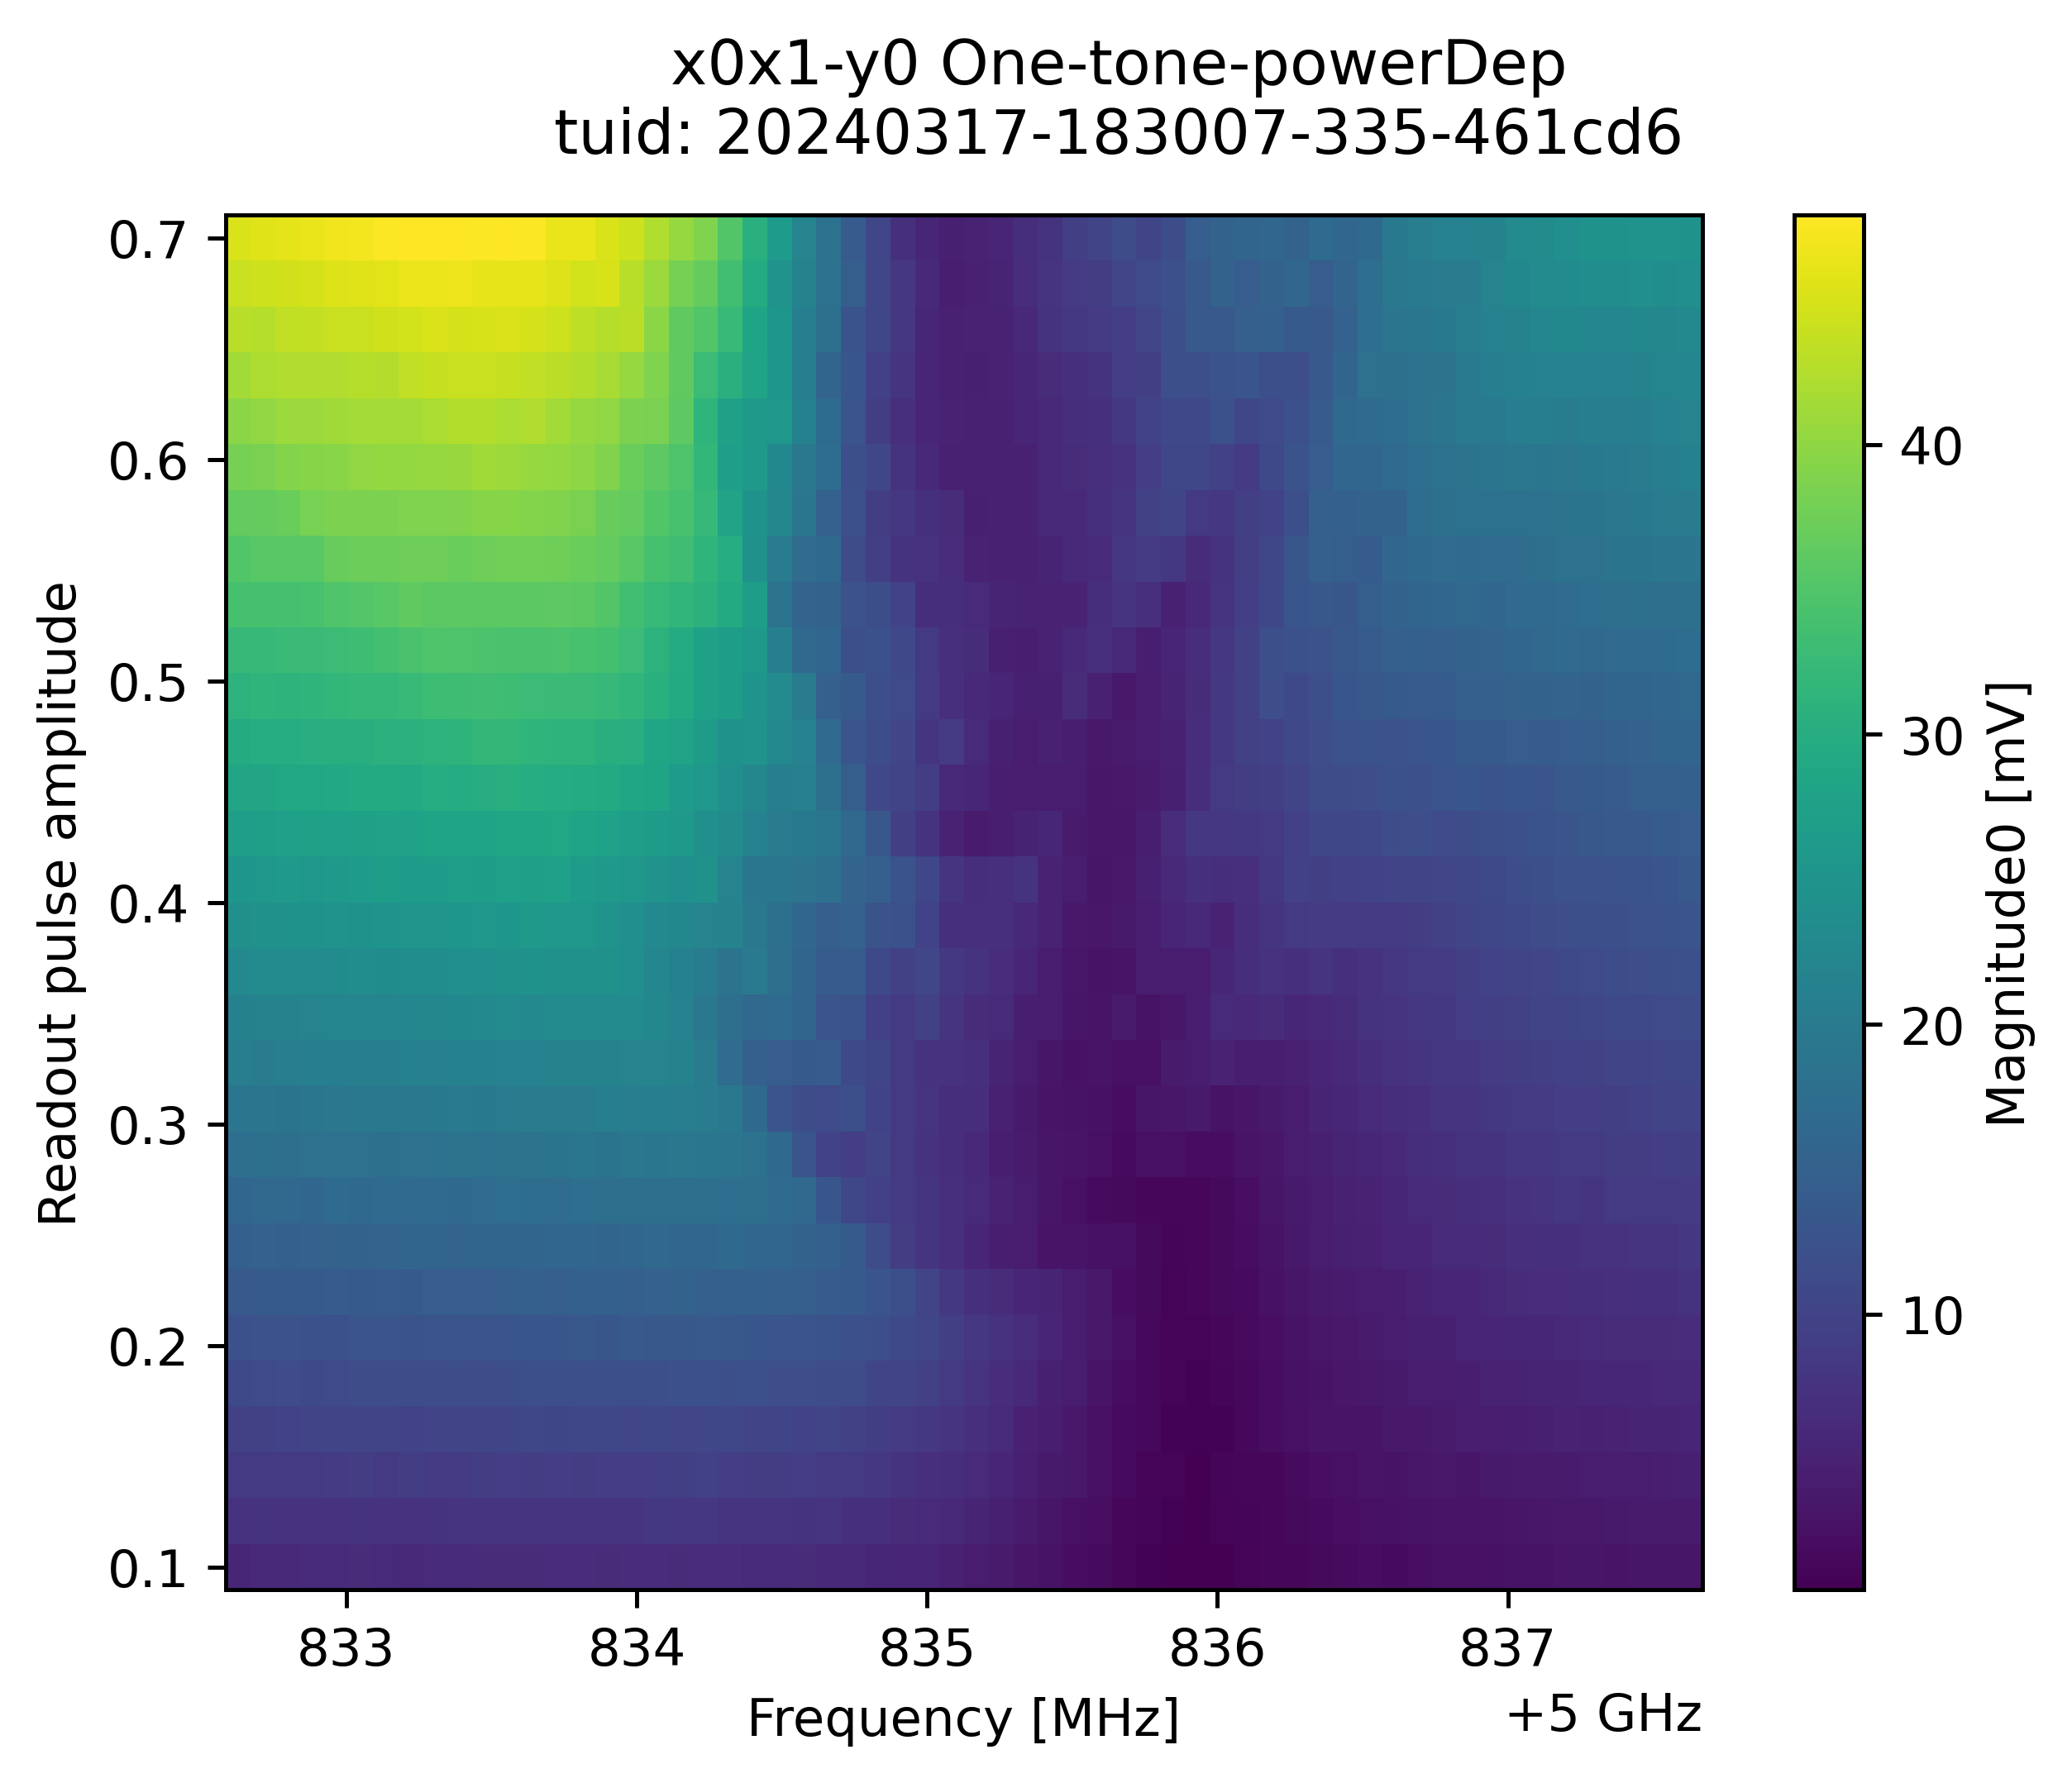 x0x1-y0 One-tone-powerDep
tuid: 20240317-183007-335-461cd6
Readout pulse amplitude
0.7
0.6
0.5
0.4
0.3
0.2
0.1
833 834 835 836 837
Frequency [MHz]
+5 GHz
40
30
20
10
Magnitude0 [mV]